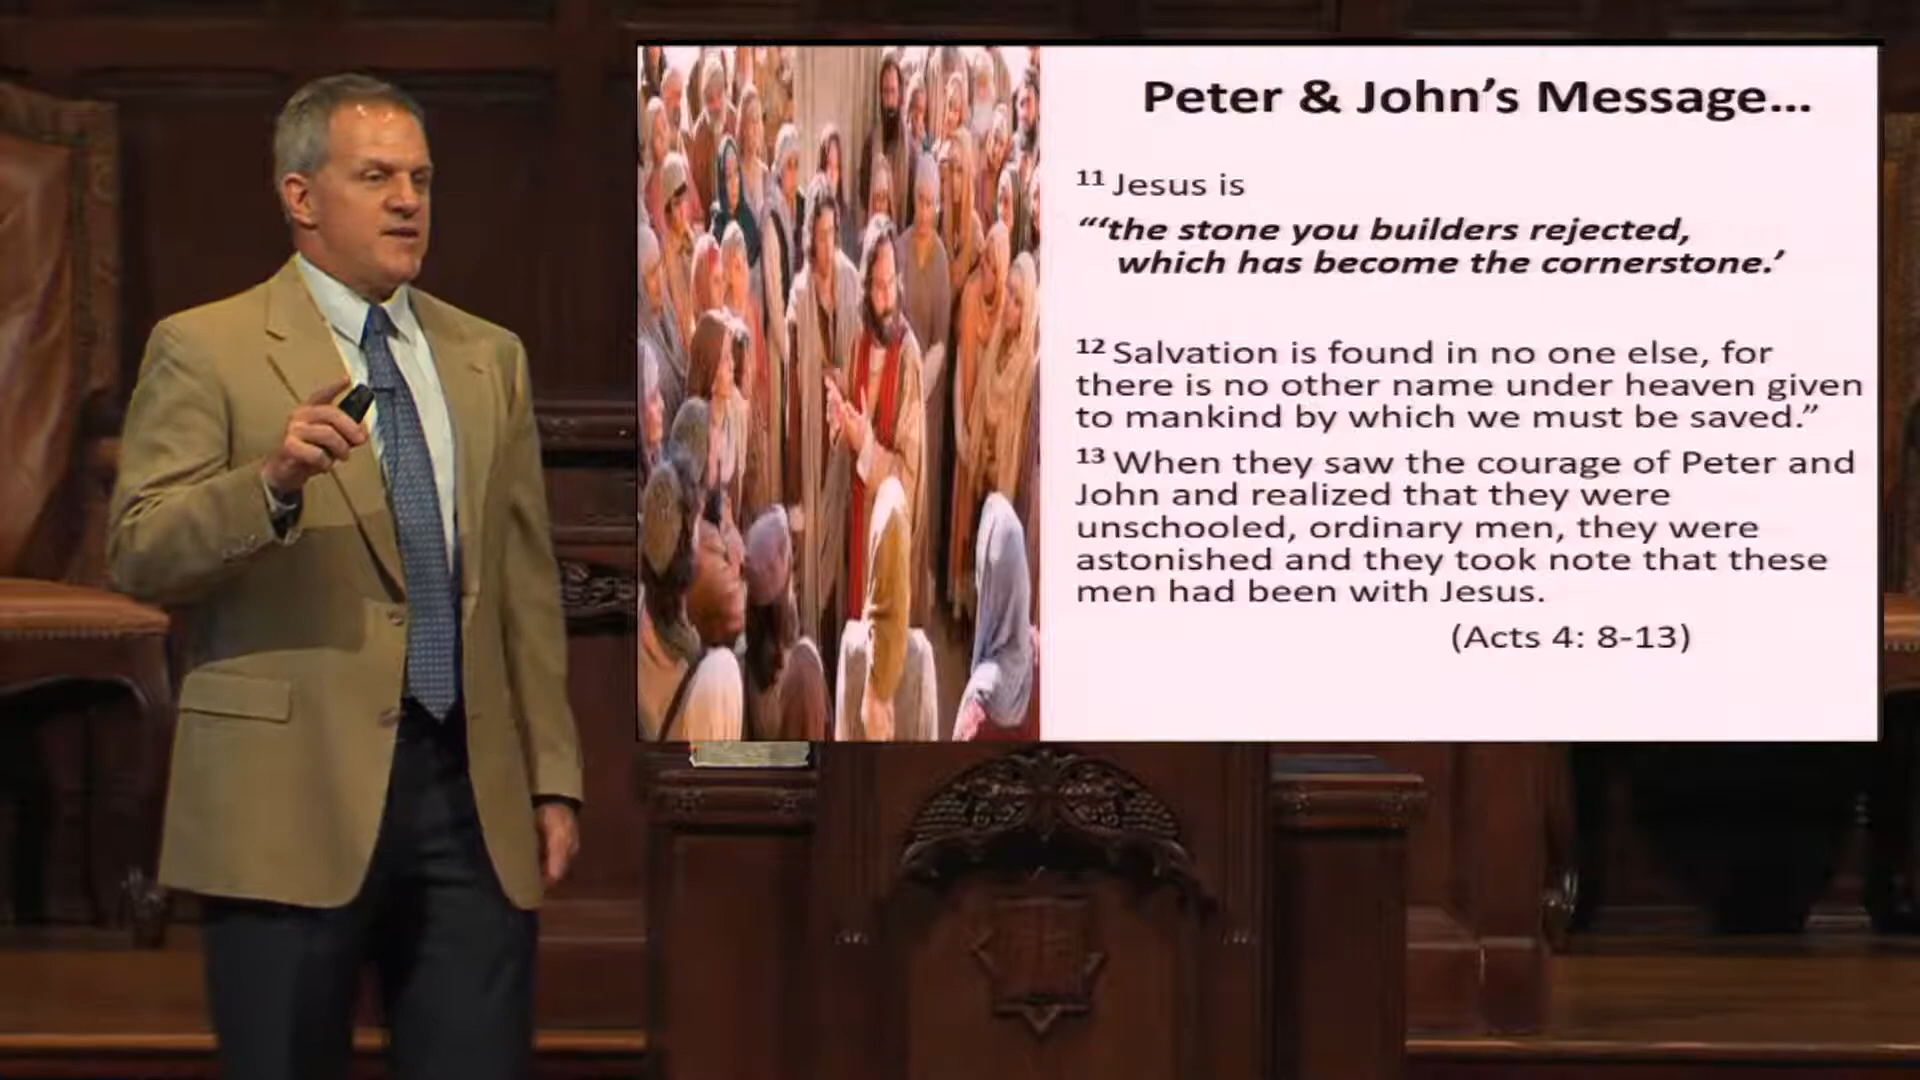 Peter & John’s Message...
11 Jesus is
“‘the stone you builders rejected,
which has become the cornerstone.’
12 Salvation is found in no one else, for
there is no other name under heaven given
to mankind by which we must be saved.”
13 When they saw the courage of Peter and
John and realized that they were
unschooled, ordinary men, they were
astonished and they took note that these
men had been with Jesus.
(Acts 4: 8-13)